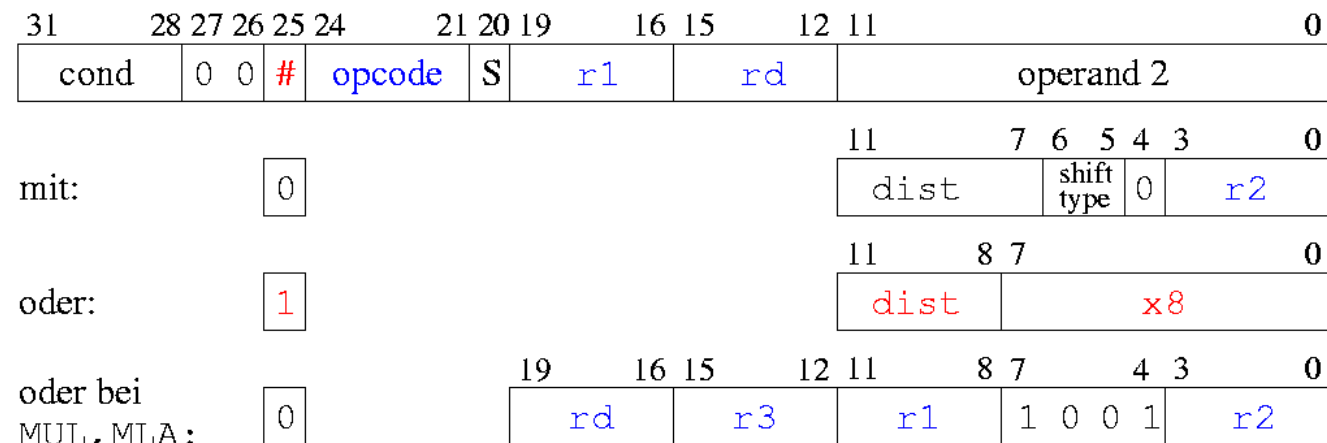 31 28 27 26 25 24 21 20 19 16 15 12 11 0
cond 0 0 # opcode S r1 rd operand 2
11 7 6 5 4 3 0
mit: 0 dist shift type 0 r2
11 8 7 0
oder: 1 dist x8
19 16 15 12 11 8 7 4 3 0
oder bei
MUL, MLA: 0 rd r3 r1 1 0 0 1 r2